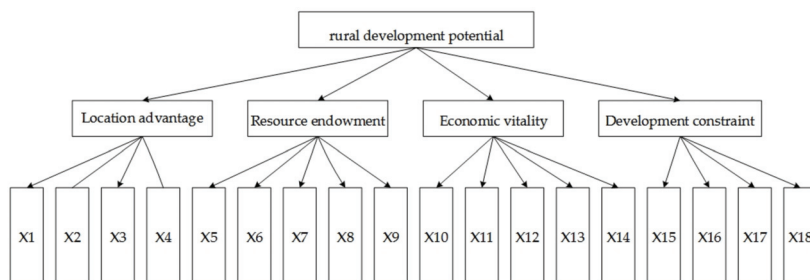 rural development potential
Location advantage
Resource endowment
Economic vitality
Development constraint
X1
X2
X3
X4
X5
X6
X7
X8
X9
X10
X11
X12
X13
X14
X15
X16
X17
X18